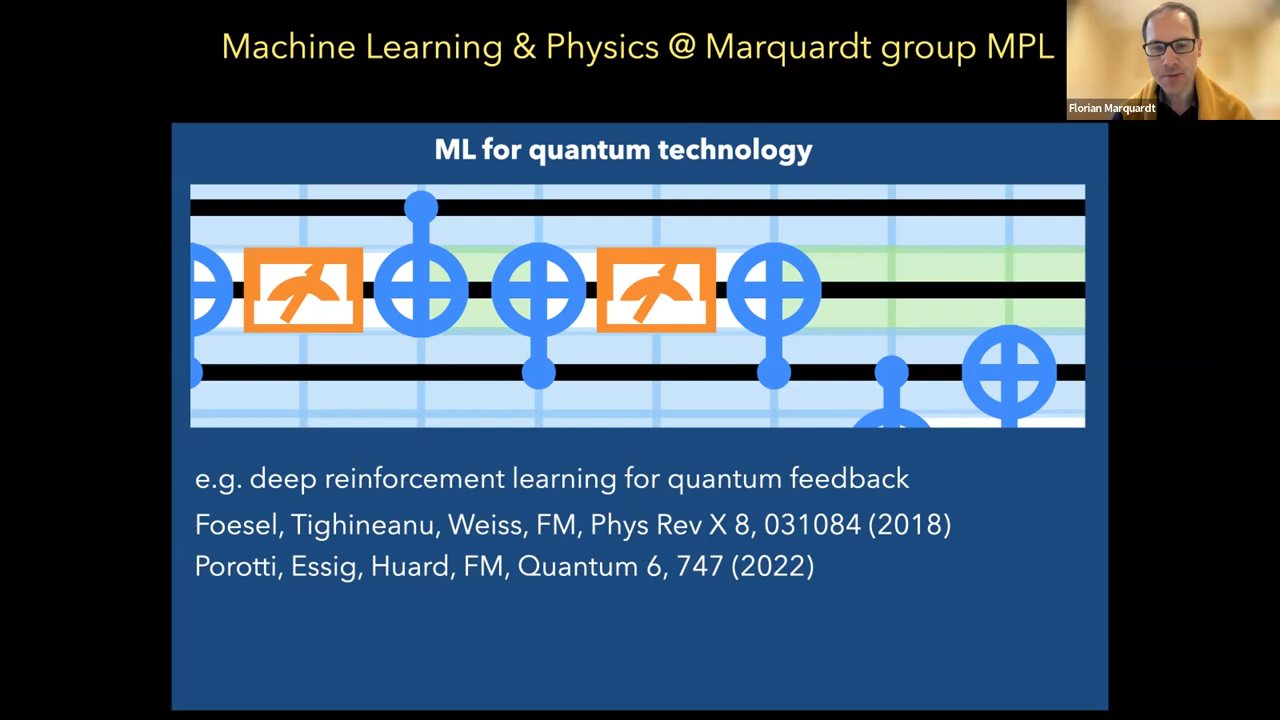 Machine Learning & Physics @ Marquardt group MPL
Florian Marquardt
ML for quantum technology
e.g. deep reinforcement learning for quantum feedback
Foesel, Tighineanu, Weiss, FM, Phys Rev X 8, 031084 (2018)
Porotti, Essig, Huard, FM, Quantum 6, 747 (2022)